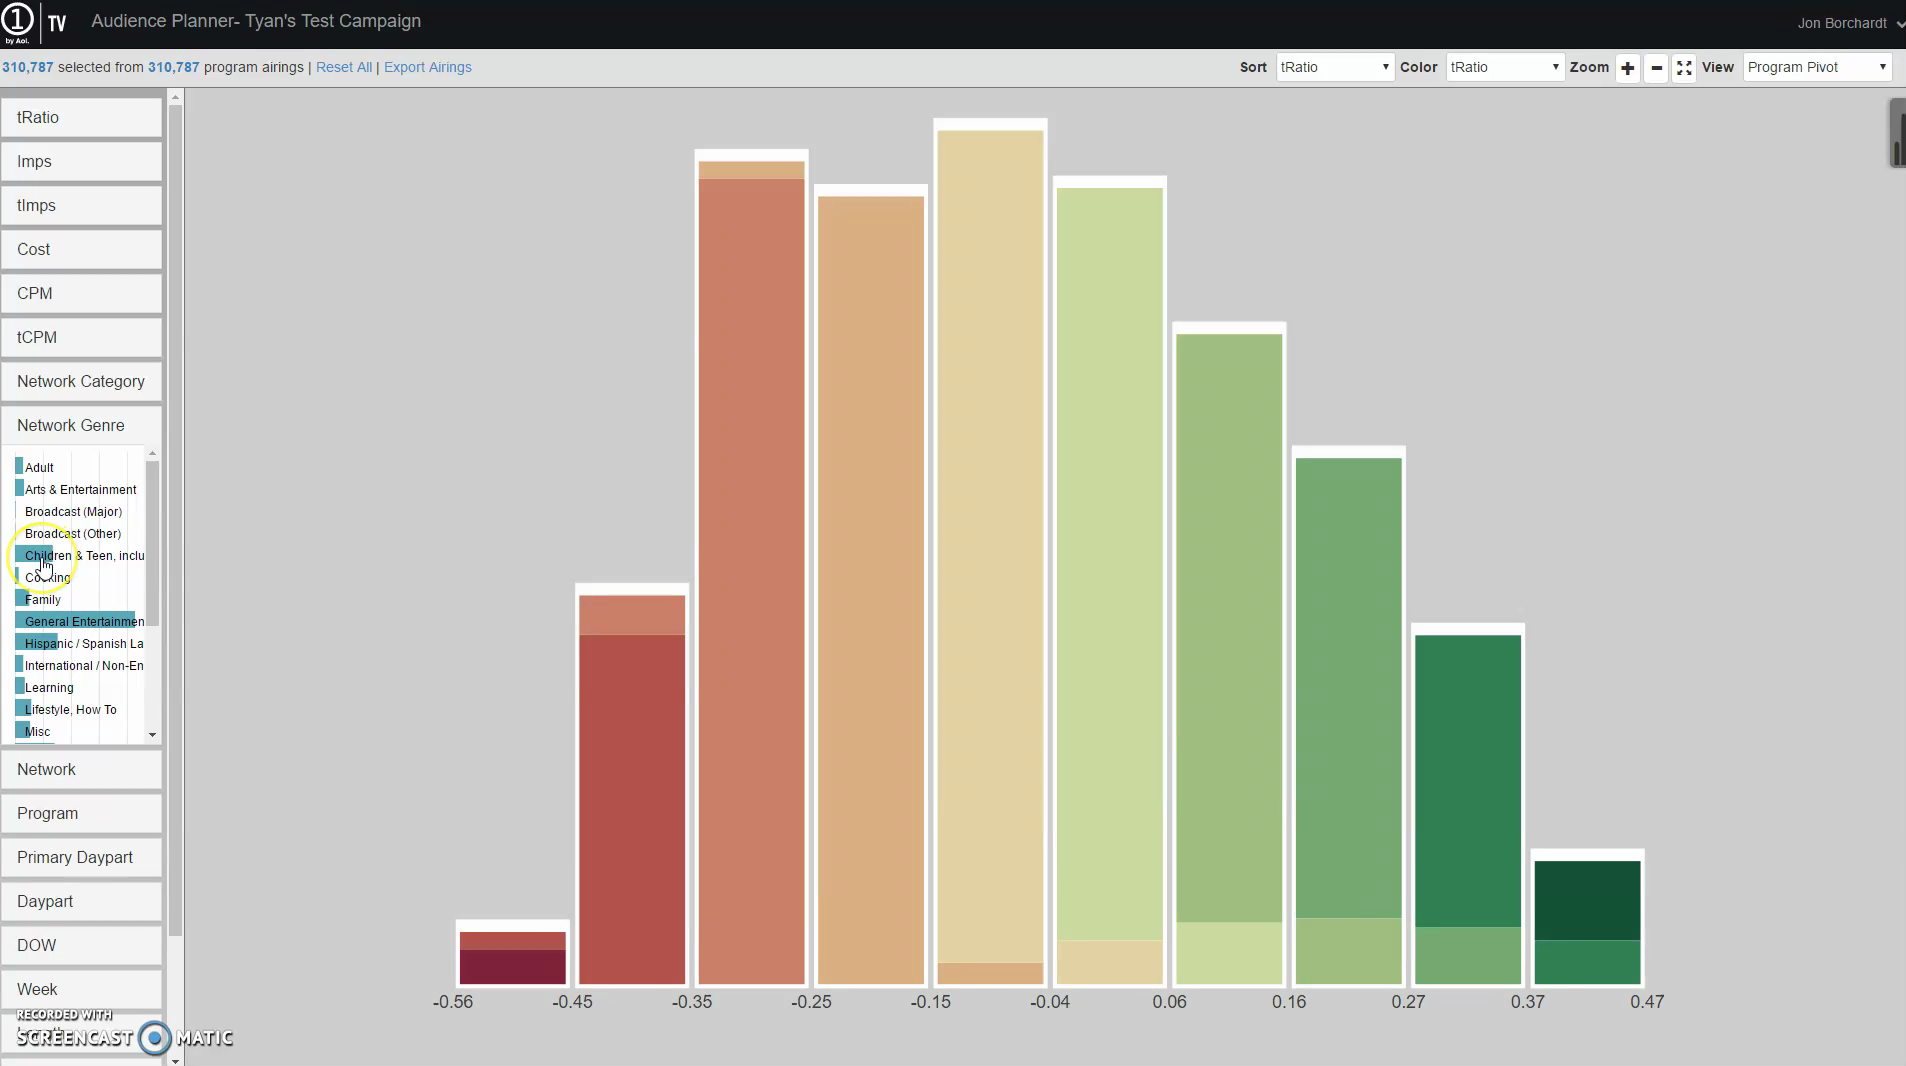 1
by Aol.
TV
Audience Planner- Tyan's Test Campaign
Jon Borchardt
310,787 selected from 310,787 program airings | Reset All | Export Airings
Sort tRatio Color tRatio Zoom + - View Program Pivot
tRatio
Imps
tImps
Cost
CPM
tCPM
Network Category
Network Genre
Adult
Arts & Entertainment
Broadcast (Major)
Broadcast (Other)
Children & Teen, inclu
Cooking
Family
General Entertainmen
Hispanic / Spanish La
International / Non-En
Learning
Lifestyle, How To
Misc
Network
Program
Primary Daypart
Daypart
DOW
Week
RECORDED WITH
SCREENCAST MATIC
-0.56 -0.45 -0.35 -0.25 -0.15 -0.04 0.06 0.16 0.27 0.37 0.47